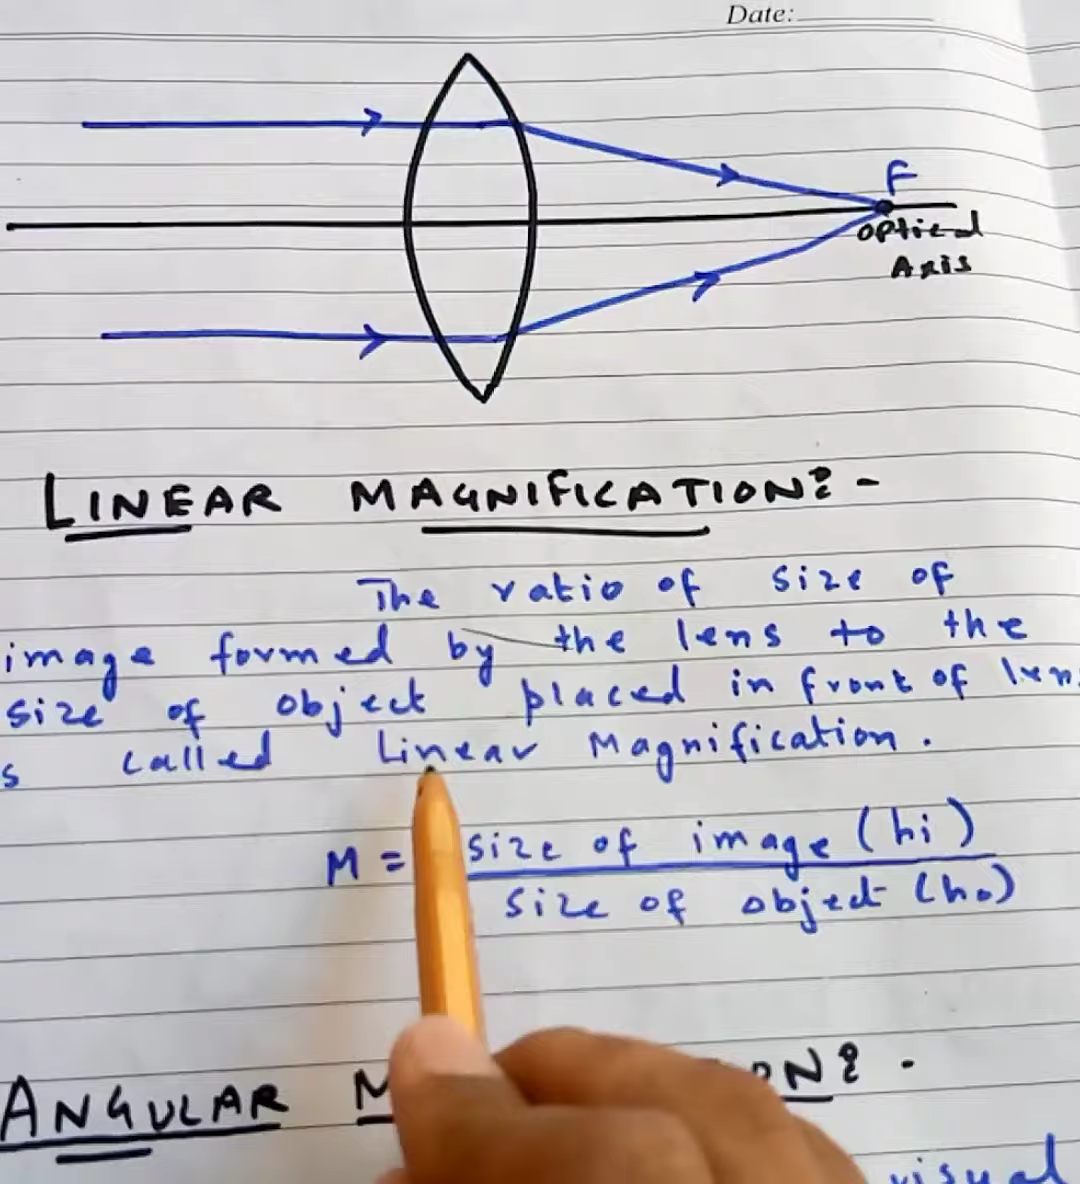 Date:
F
optical
Axis
LINEAR MAGNIFICATION? -
The ratio of size of
image formed by the lens to the
size of object placed in front of len
s called Linear Magnification.
M = size of image (hi)
size of object (ho)
ANGULAR
visual